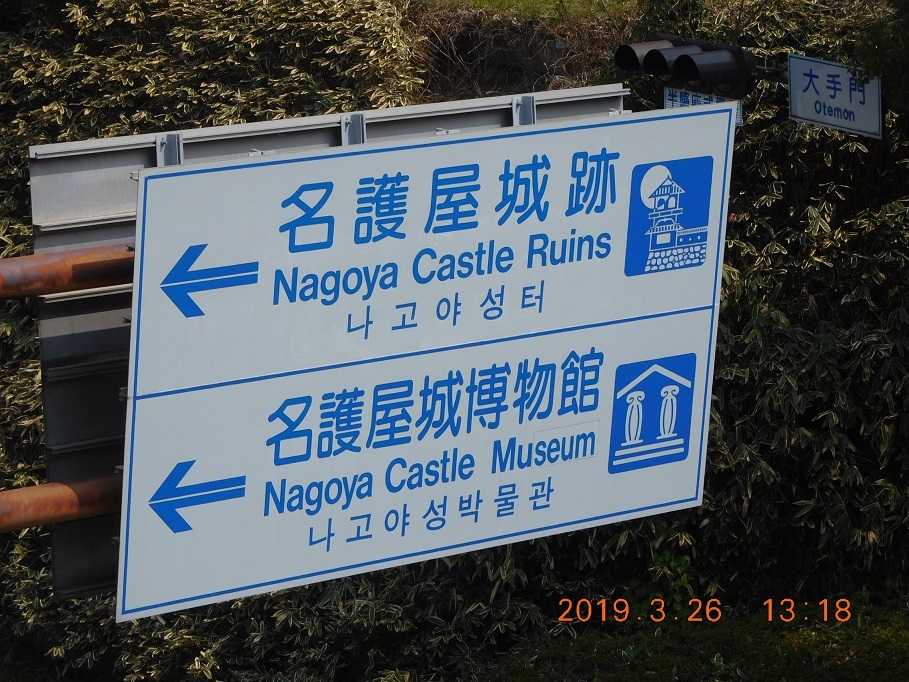 大手門
Otemon
名護屋城跡
Nagoya Castle Ruins
나고야성터
名護屋城博物館
Nagoya Castle Museum
나고야성박물관
2019. 3. 26 13:18